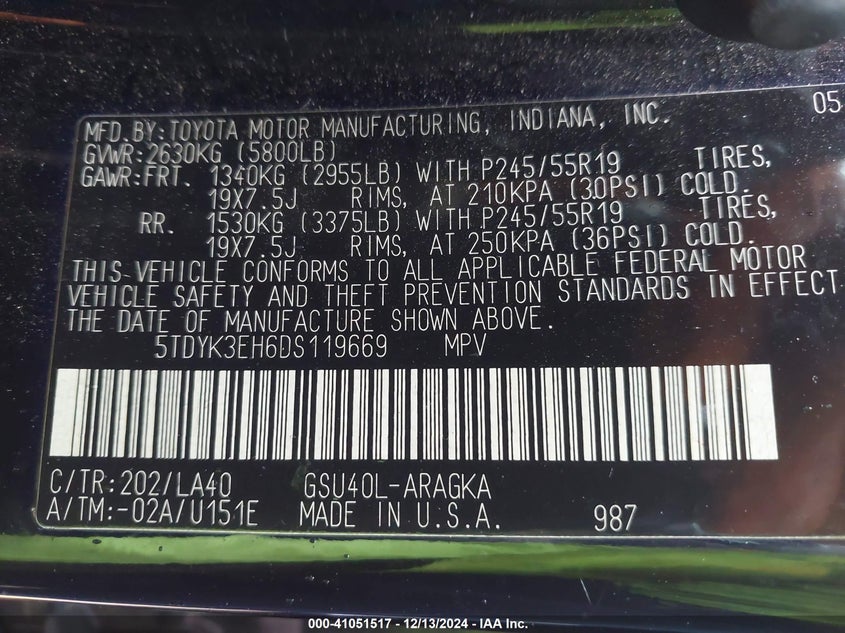 MFD. BY: TOYOTA MOTOR MANUFACTURING, INDIANA, INC. 05
GVWR: 2630KG (5800LB)
GAWR: FRT. 1340KG (2955LB) WITH P245/55R19 TIRES,
19X7.5J RIMS, AT 210KPA (30PSI) COLD.
RR. 1530KG (3375LB) WITH P245/55R19 TIRES,
19X7.5J RIMS, AT 250KPA (36PSI) COLD.
THIS VEHICLE CONFORMS TO ALL APPLICABLE FEDERAL MOTOR
VEHICLE SAFETY AND THEFT PREVENTION STANDARDS IN EFFECT
THE DATE OF MANUFACTURE SHOWN ABOVE.
5TDYK3EH6DS119669 MPV
C/TR: 202/LA40 GSU40L-ARAGKA
A/TM: -02A/U151E MADE IN U.S.A. 987
000-41051517 - 12/13/2024 - IAA Inc.